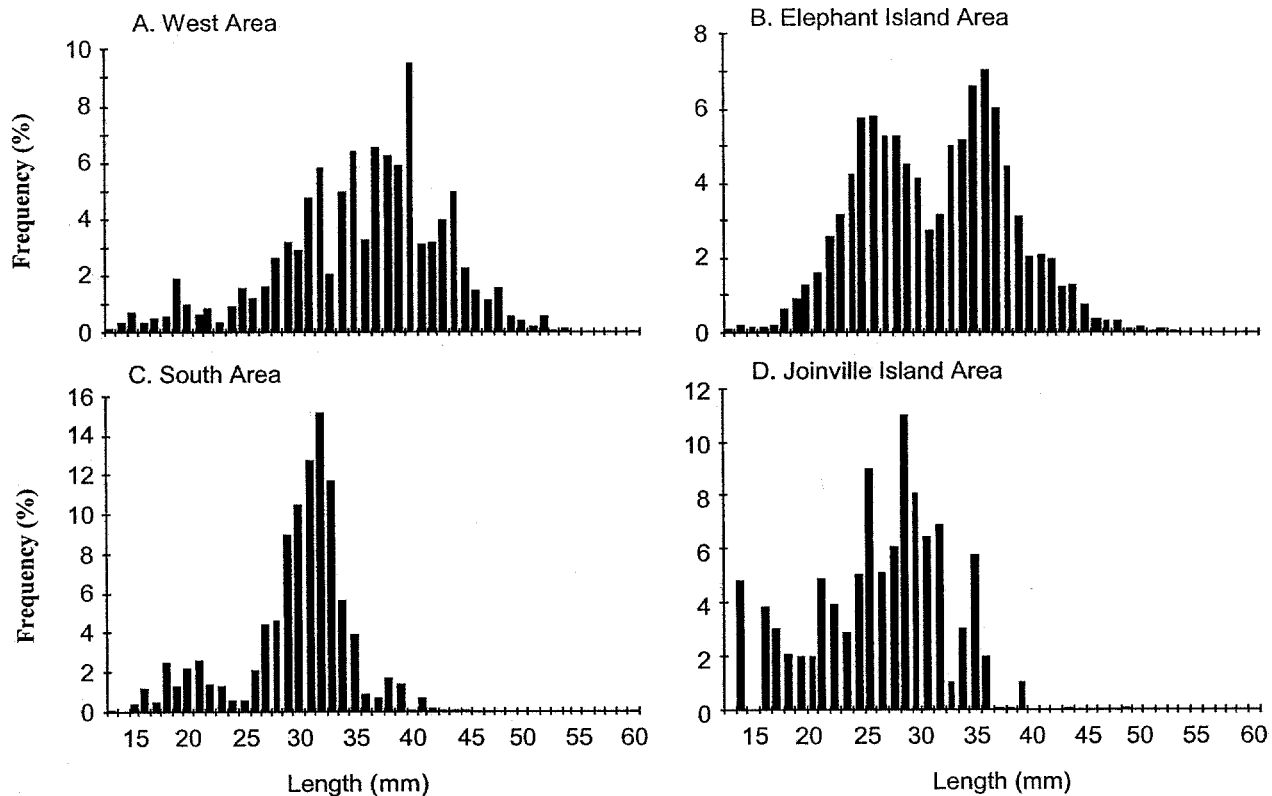 A. West Area
B. Elephant Island Area
Frequency (%)
10
8
6
4
2
0
8
6
4
2
0
C. South Area
D. Joinville Island Area
Frequency (%)
16
14
12
10
8
6
4
2
0
12
10
8
6
4
2
0
15 20 30 35 40 45 50 55 60
15 20 25 30 40 45 50 55 60
Length (mm)
Length (mm)